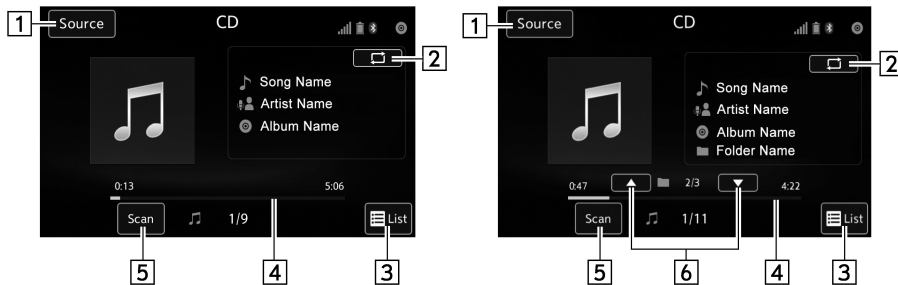 1 Source CD
2
Song Name
Artist Name
Album Name
0:13 5:06
Scan 1/9 List
5 4 3
1 Source CD
2
Song Name
Artist Name
Album Name
Folder Name
0:47 2/3 4:22
Scan 1/11 List
5 6 4 3